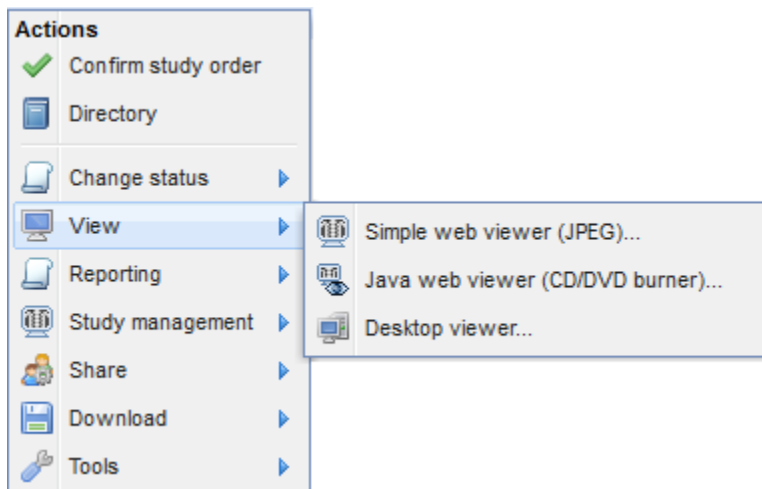 Actions
Confirm study order
Directory
Change status
View
Reporting
Study management
Share
Download
Tools
Simple web viewer (JPEG)...
Java web viewer (CD/DVD burner)...
Desktop viewer...